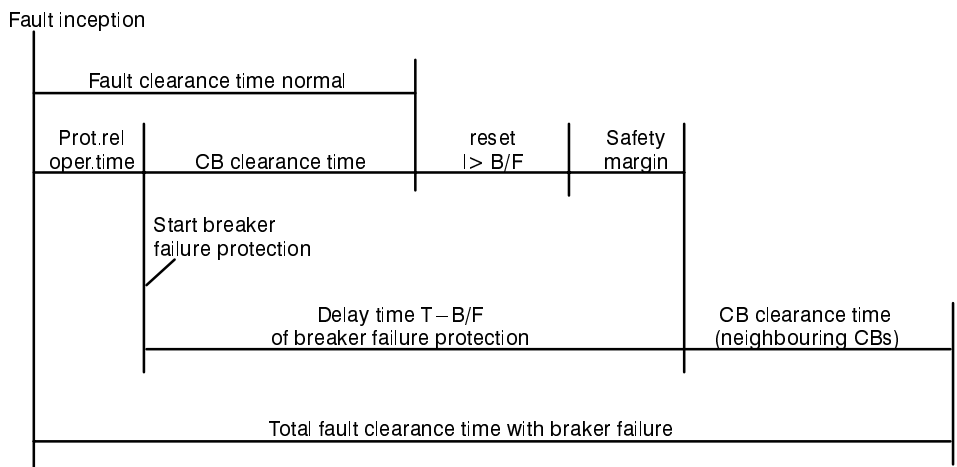 Fault inception
Fault clearance time normal
Prot.rel
oper.time
CB clearance time
reset
I> B/F
Safety
margin
Start breaker
failure protection
Delay time T–B/F
of breaker failure protection
CB clearance time
(neighbouring CBs)
Total fault clearance time with braker failure